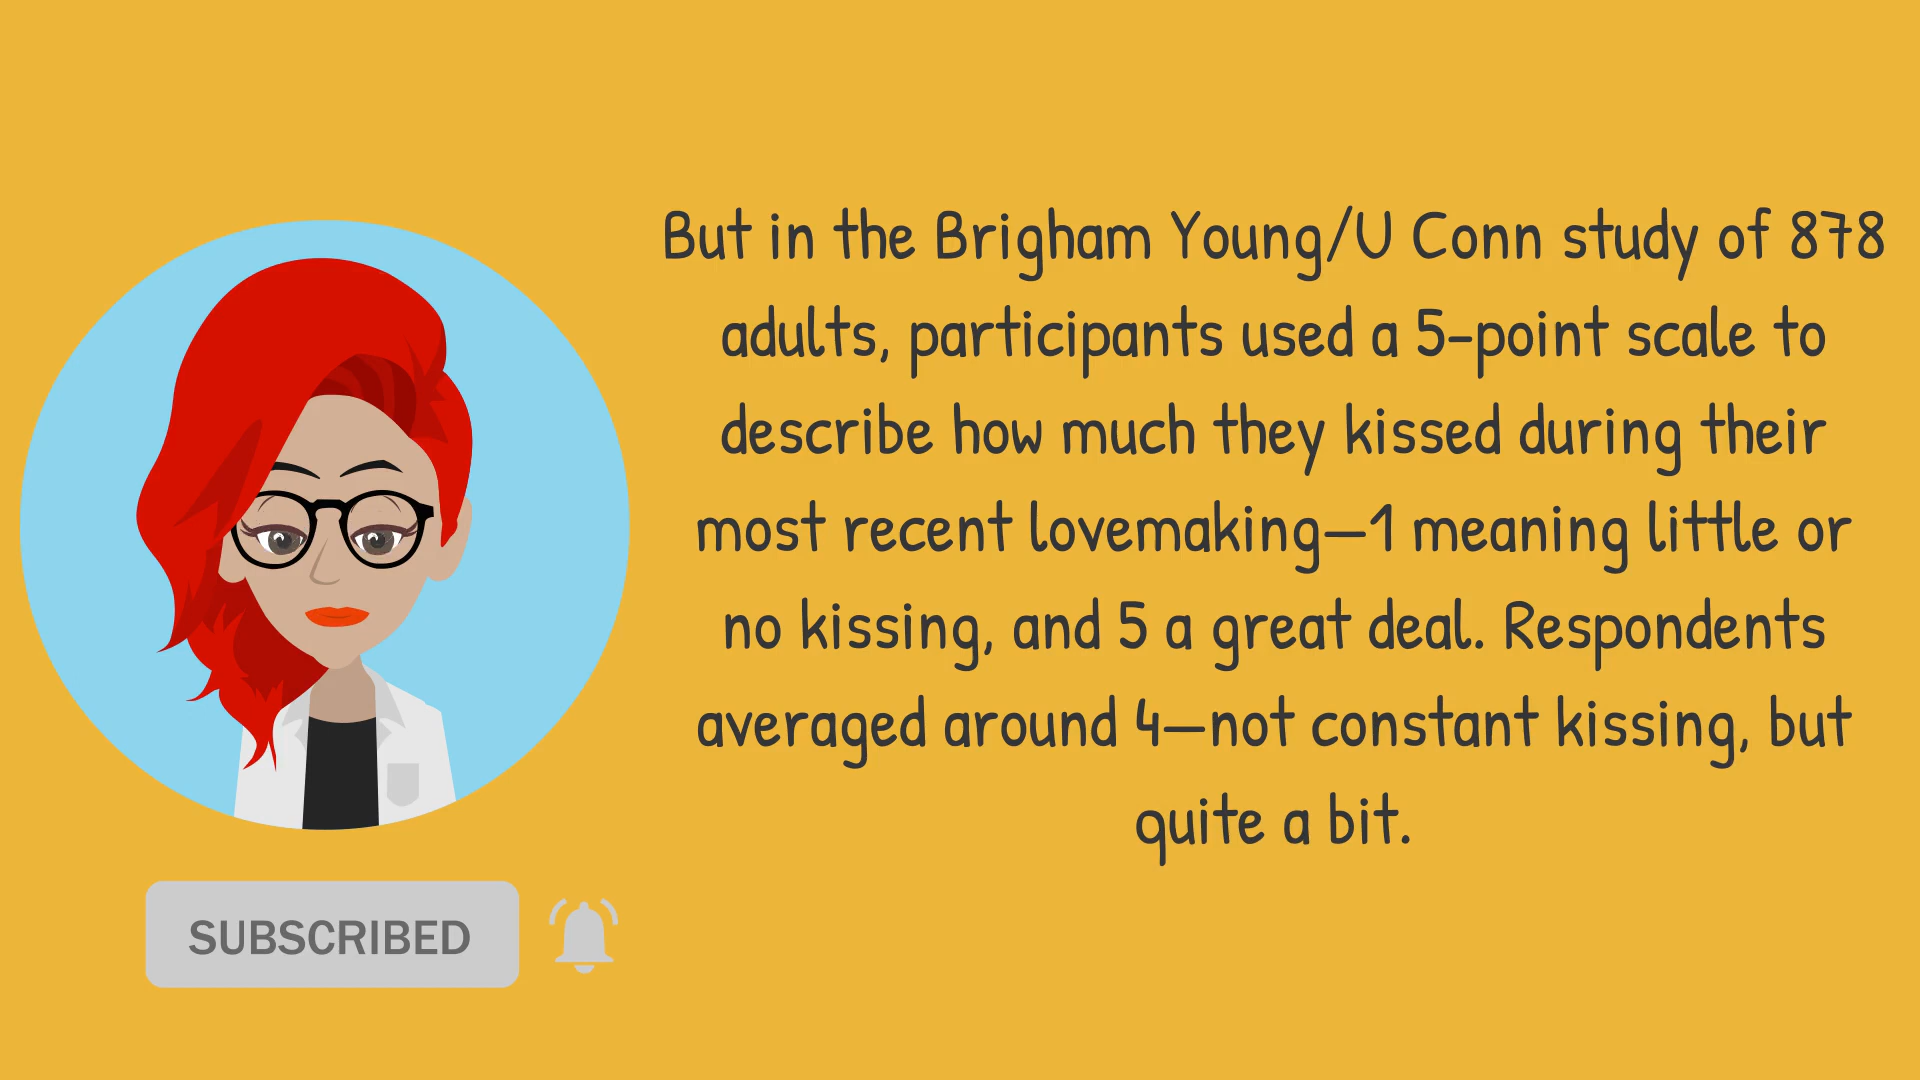 But in the Brigham Young/U Conn study of 878
adults, participants used a 5-point scale to
describe how much they kissed during their
most recent lovemaking—1 meaning little or
no kissing, and 5 a great deal. Respondents
averaged around 4—not constant kissing, but
quite a bit.
SUBSCRIBED